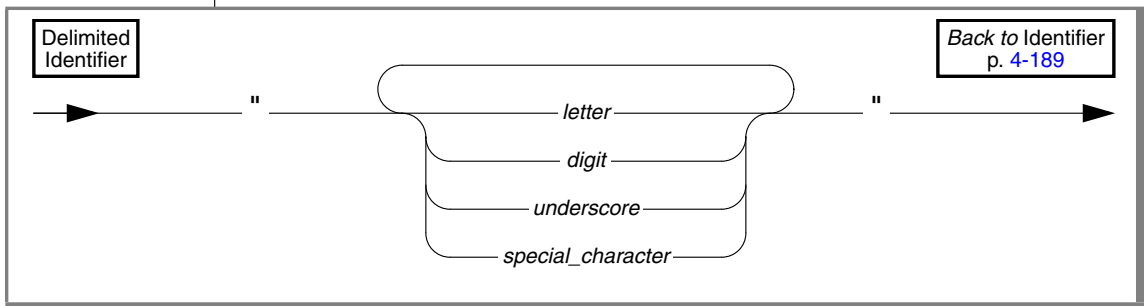 Delimited
Identifier
Back to Identifier
p. 4-189
" letter "
digit
underscore
special_character